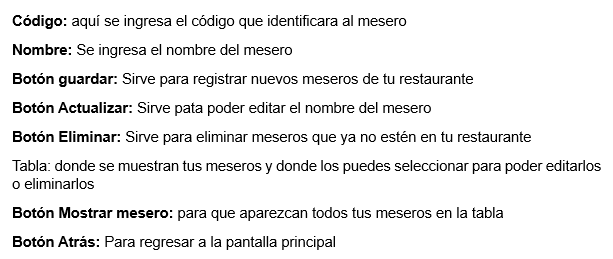 Código: aquí se ingresa el código que identificara al mesero
Nombre: Se ingresa el nombre del mesero
Botón guardar: Sirve para registrar nuevos meseros de tu restaurante
Botón Actualizar: Sirve pata poder editar el nombre del mesero
Botón Eliminar: Sirve para eliminar meseros que ya no estén en tu restaurante
Tabla: donde se muestran tus meseros y donde los puedes seleccionar para poder editarlos
o eliminarlos
Botón Mostrar mesero: para que aparezcan todos tus meseros en la tabla
Botón Atrás: Para regresar a la pantalla principal